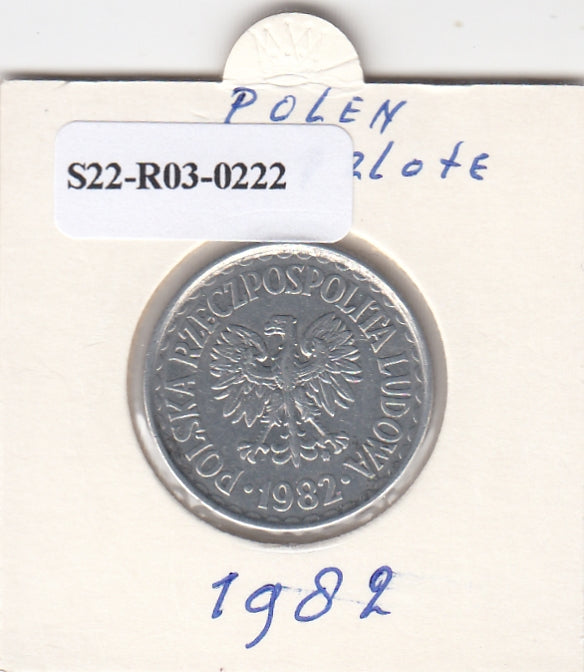 POLEN
zlote
S22-R03-0222
POLSKA RZECZPOSPOLITA LUDOWA
·1982·
1982